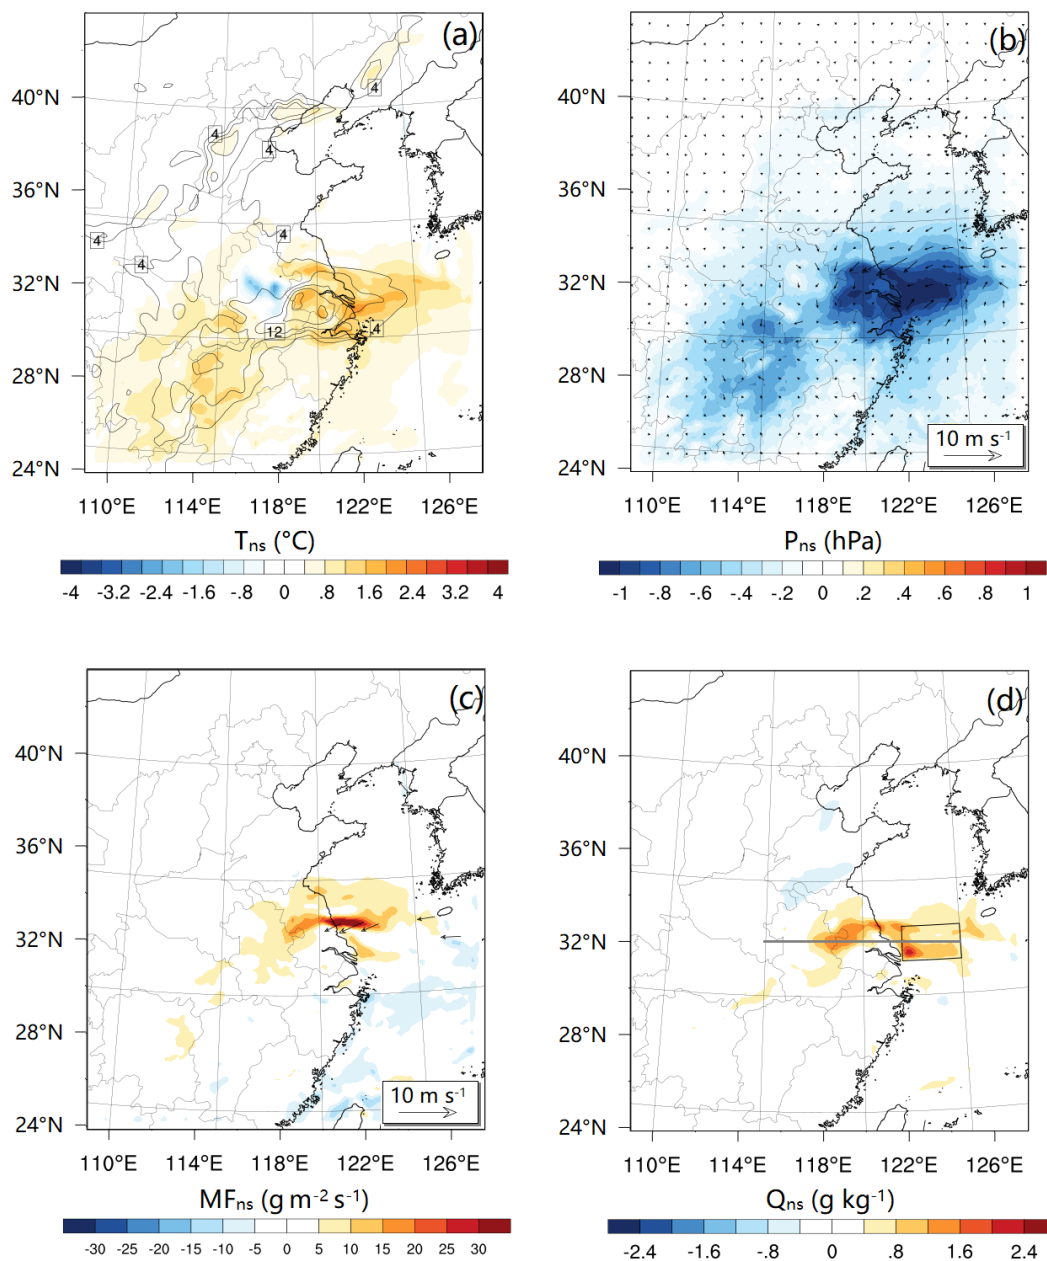 (a)
40°N
36°N
32°N
28°N
24°N
4
4
4
4
4
4
12
4
110°E 114°E 118°E 122°E 126°E
Tns (°C)
-4 -3.2 -2.4 -1.6 -.8 0 .8 1.6 2.4 3.2 4
(b)
40°N
36°N
32°N
28°N
24°N
10 m s-1
110°E 114°E 118°E 122°E 126°E
Pns (hPa)
-1 -.8 -.6 -.4 -.2 0 .2 .4 .6 .8 1
(c)
40°N
36°N
32°N
28°N
24°N
10 m s-1
110°E 114°E 118°E 122°E 126°E
MFns (g m-2 s-1)
-30 -25 -20 -15 -10 -5 0 5 10 15 20 25 30
(d)
40°N
36°N
32°N
28°N
24°N
110°E 114°E 118°E 122°E 126°E
Qns (g kg-1)
-2.4 -1.6 -.8 0 .8 1.6 2.4